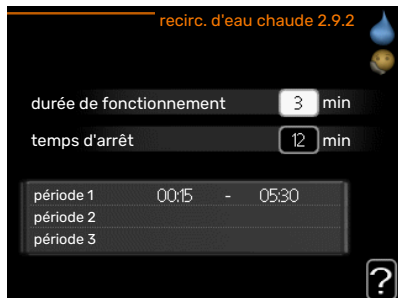 recirc. d'eau chaude 2.9.2
durée de fonctionnement 3 min
temps d'arrêt 12 min
période 1 00:15 - 05:30
période 2
période 3
?